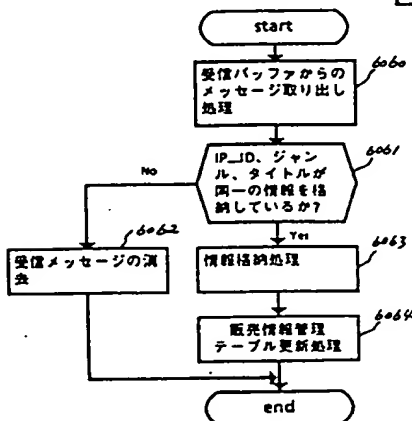 start
受信バッファからの
メッセージ取り出し
処理
6060
IP_ID、ジャン
ル、タイトルが
同一の情報を格
納しているか?
6061
No
Yes
受信メッセージの消
去
6062
情報格納処理
6063
販売情報管理
テーブル更新処理
6064
end